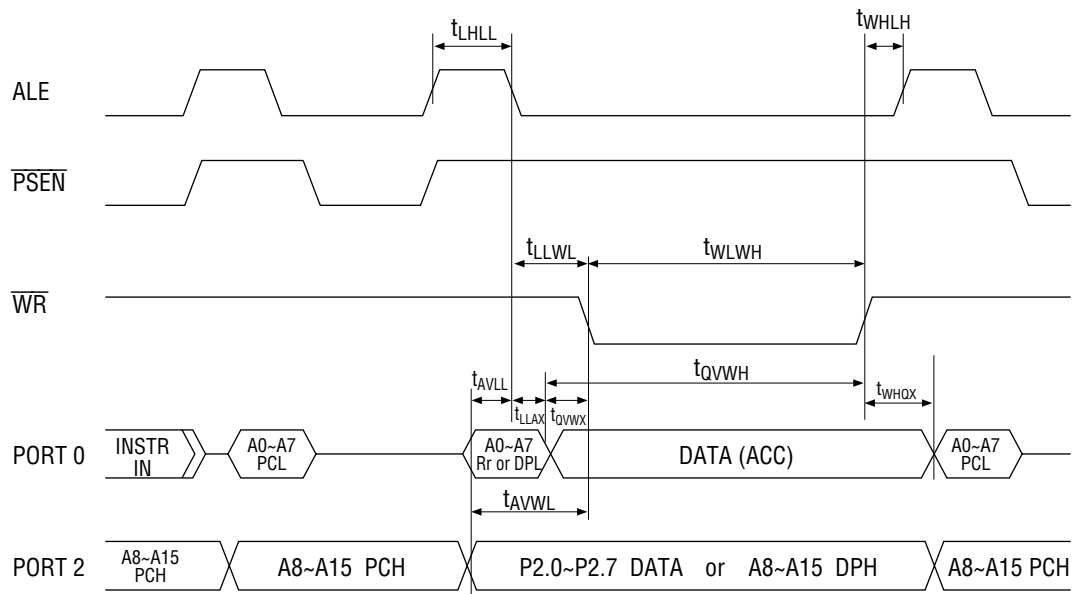 tLHLL
tWHLH
ALE
PSEN
tLLWL
tWLWH
WR
tQVWH
tAVLL
tLLAX
tQVWX
tWHQX
PORT 0
INSTR
IN
A0~A7
PCL
A0~A7
Rr or DPL
DATA (ACC)
A0~A7
PCL
tAVWL
PORT 2
A8~A15
PCH
A8~A15 PCH
P2.0~P2.7 DATA or A8~A15 DPH
A8~A15 PCH